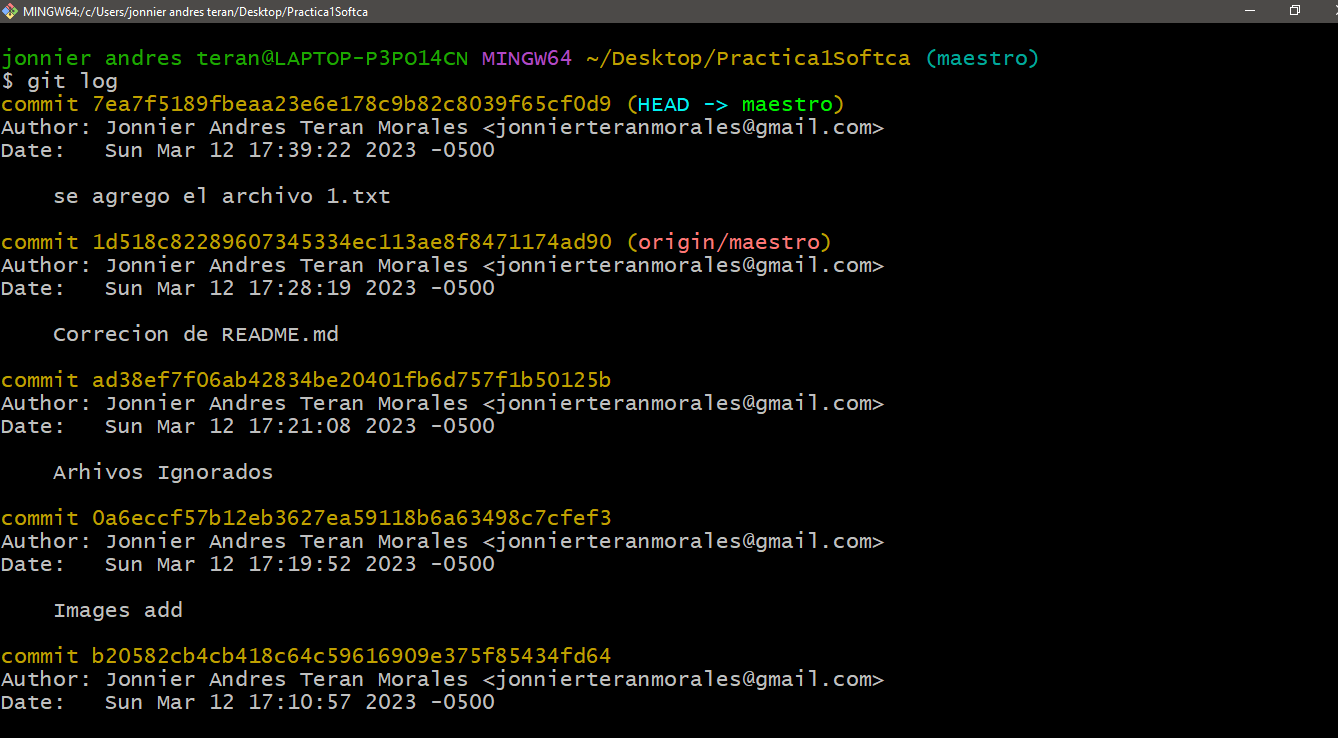 MINGW64:/c/Users/jonnier andres teran/Desktop/Practica1Softca
jonnier andres teran@LAPTOP-P3PO14CN MINGW64 ~/Desktop/Practica1Softca (maestro)
$ git log
commit 7ea7f5189fbeaa23e6e178c9b82c8039f65cf0d9 (HEAD -> maestro)
Author: Jonnier Andres Teran Morales <jonnierteranmorales@gmail.com>
Date:   Sun Mar 12 17:39:22 2023 -0500
    se agrego el archivo 1.txt
commit 1d518c82289607345334ec113ae8f8471174ad90 (origin/maestro)
Author: Jonnier Andres Teran Morales <jonnierteranmorales@gmail.com>
Date:   Sun Mar 12 17:28:19 2023 -0500
    Correcion de README.md
commit ad38ef7f06ab42834be20401fb6d757f1b50125b
Author: Jonnier Andres Teran Morales <jonnierteranmorales@gmail.com>
Date:   Sun Mar 12 17:21:08 2023 -0500
    Arhivos Ignorados
commit 0a6eccf57b12eb3627ea59118b6a63498c7cfef3
Author: Jonnier Andres Teran Morales <jonnierteranmorales@gmail.com>
Date:   Sun Mar 12 17:19:52 2023 -0500
    Images add
commit b20582cb4cb418c64c59616909e375f85434fd64
Author: Jonnier Andres Teran Morales <jonnierteranmorales@gmail.com>
Date:   Sun Mar 12 17:10:57 2023 -0500